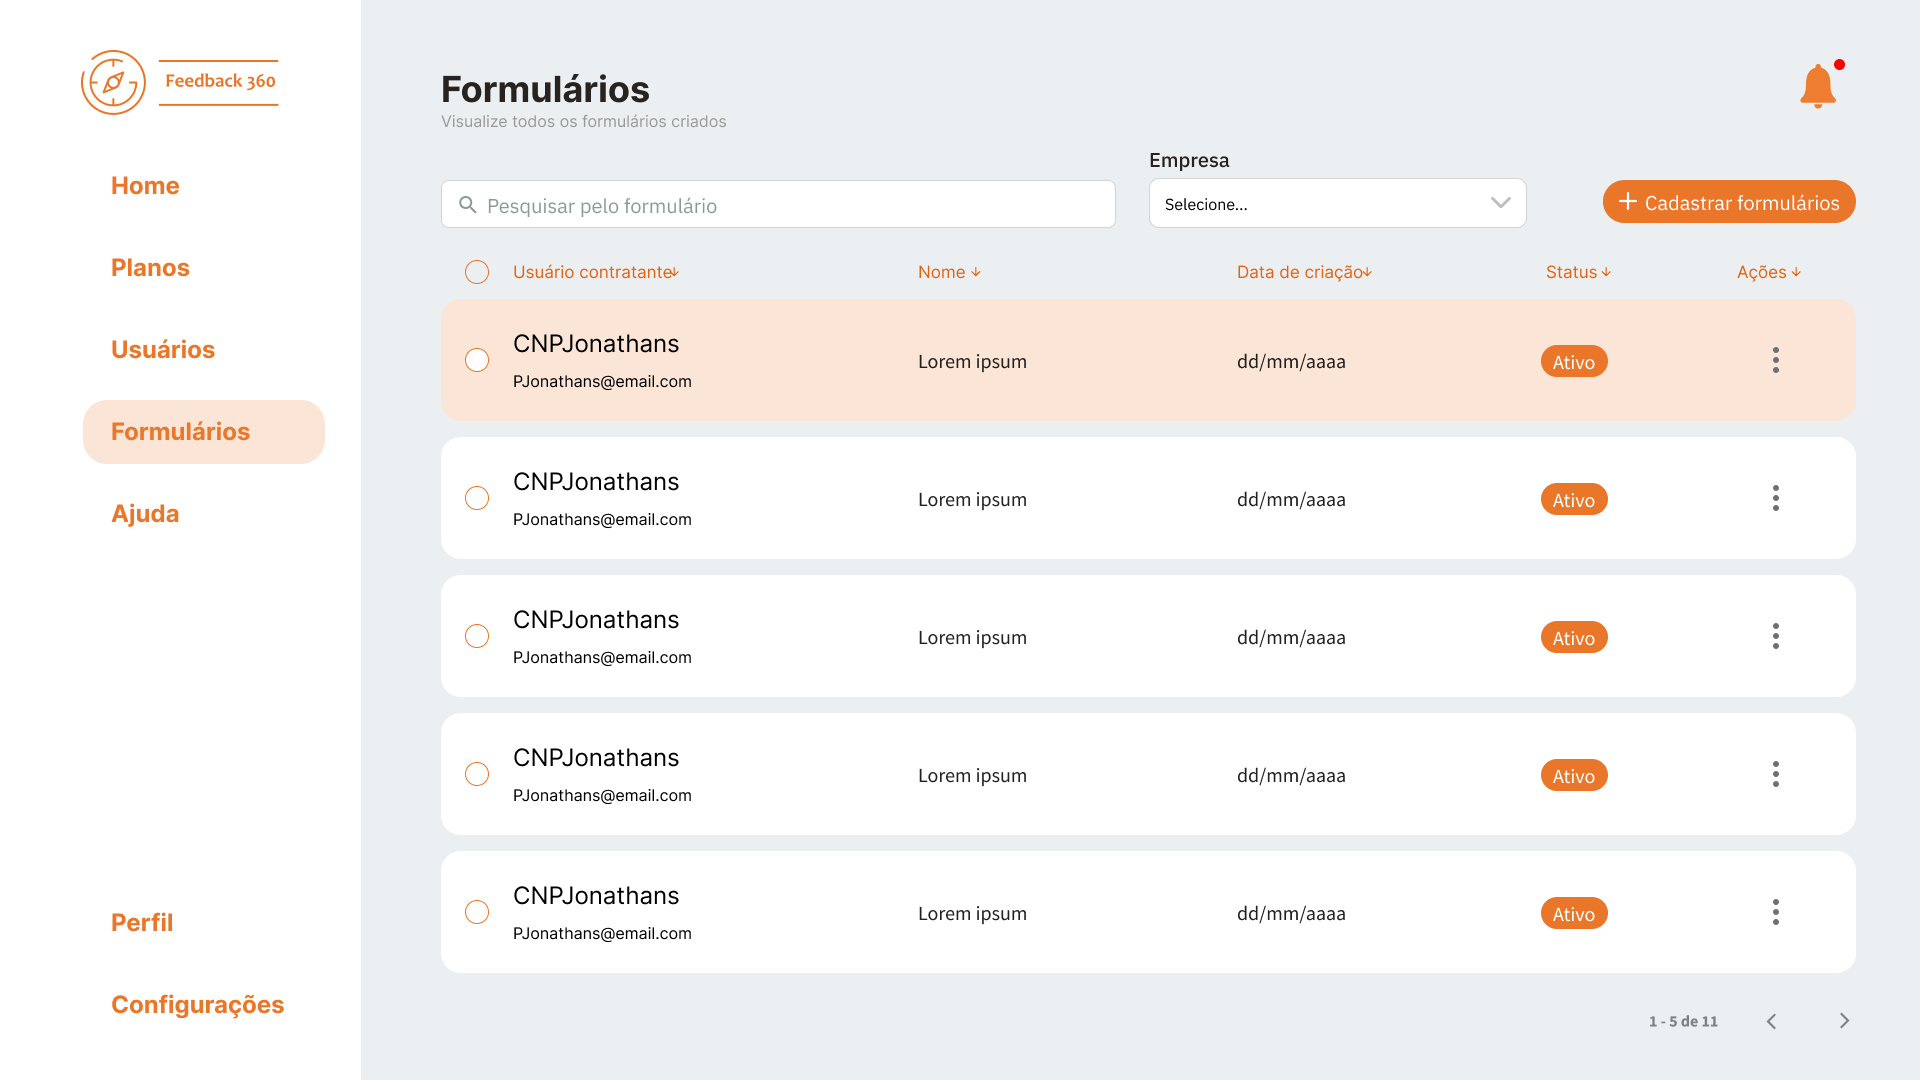 Feedback 360
Home
Planos
Usuários
Formulários
Ajuda
Perfil
Configurações
Formulários
Visualize todos os formulários criados
Empresa
Pesquisar pelo formulário
Selecione...
Cadastrar formulários
Usuário contratante Nome Data de criação Status Ações
CNPJonathans
PJonathans@email.com
Lorem ipsum
dd/mm/aaaa
Ativo
CNPJonathans
PJonathans@email.com
Lorem ipsum
dd/mm/aaaa
Ativo
CNPJonathans
PJonathans@email.com
Lorem ipsum
dd/mm/aaaa
Ativo
CNPJonathans
PJonathans@email.com
Lorem ipsum
dd/mm/aaaa
Ativo
CNPJonathans
PJonathans@email.com
Lorem ipsum
dd/mm/aaaa
Ativo
1 - 5 de 11